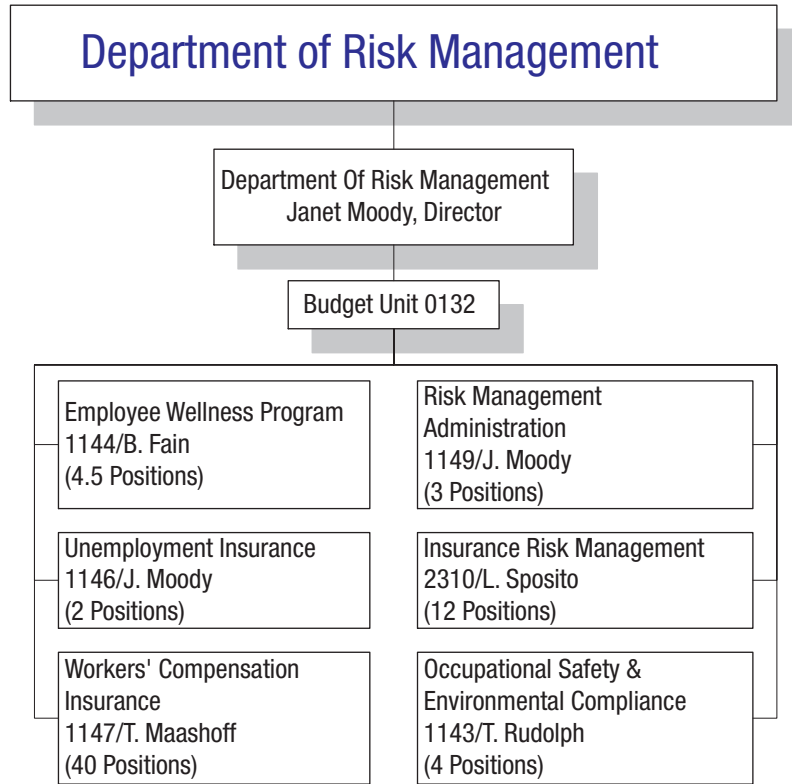 Department of Risk Management
Department Of Risk Management
Janet Moody, Director
Budget Unit 0132
Employee Wellness Program
1144/B. Fain
(4.5 Positions)
Risk Management
Administration
1149/J. Moody
(3 Positions)
Unemployment Insurance
1146/J. Moody
(2 Positions)
Insurance Risk Management
2310/L. Sposito
(12 Positions)
Workers' Compensation
Insurance
1147/T. Maashoff
(40 Positions)
Occupational Safety &
Environmental Compliance
1143/T. Rudolph
(4 Positions)